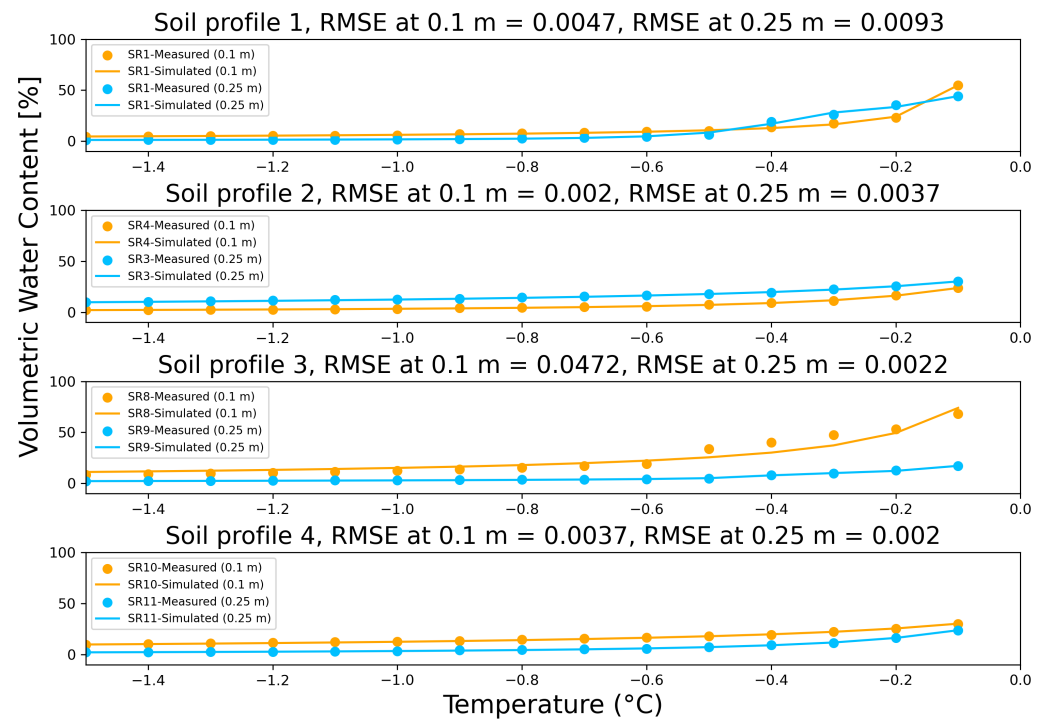 Soil profile 1, RMSE at 0.1 m = 0.0047, RMSE at 0.25 m = 0.0093
100
50
0
SR1-Measured (0.1 m)
SR1-Simulated (0.1 m)
SR1-Measured (0.25 m)
SR1-Simulated (0.25 m)
−1.4 −1.2 −1.0 −0.8 −0.6 −0.4 −0.2 0.0
Soil profile 2, RMSE at 0.1 m = 0.002, RMSE at 0.25 m = 0.0037
100
50
0
SR4-Measured (0.1 m)
SR4-Simulated (0.1 m)
SR3-Measured (0.25 m)
SR3-Simulated (0.25 m)
−1.4 −1.2 −1.0 −0.8 −0.6 −0.4 −0.2 0.0
Volumetric Water Content [%]
Soil profile 3, RMSE at 0.1 m = 0.0472, RMSE at 0.25 m = 0.0022
100
50
0
SR8-Measured (0.1 m)
SR8-Simulated (0.1 m)
SR9-Measured (0.25 m)
SR9-Simulated (0.25 m)
−1.4 −1.2 −1.0 −0.8 −0.6 −0.4 −0.2 0.0
Soil profile 4, RMSE at 0.1 m = 0.0037, RMSE at 0.25 m = 0.002
100
50
0
SR10-Measured (0.1 m)
SR10-Simulated (0.1 m)
SR11-Measured (0.25 m)
SR11-Simulated (0.25 m)
−1.4 −1.2 −1.0 −0.8 −0.6 −0.4 −0.2 0.0
Temperature (°C)